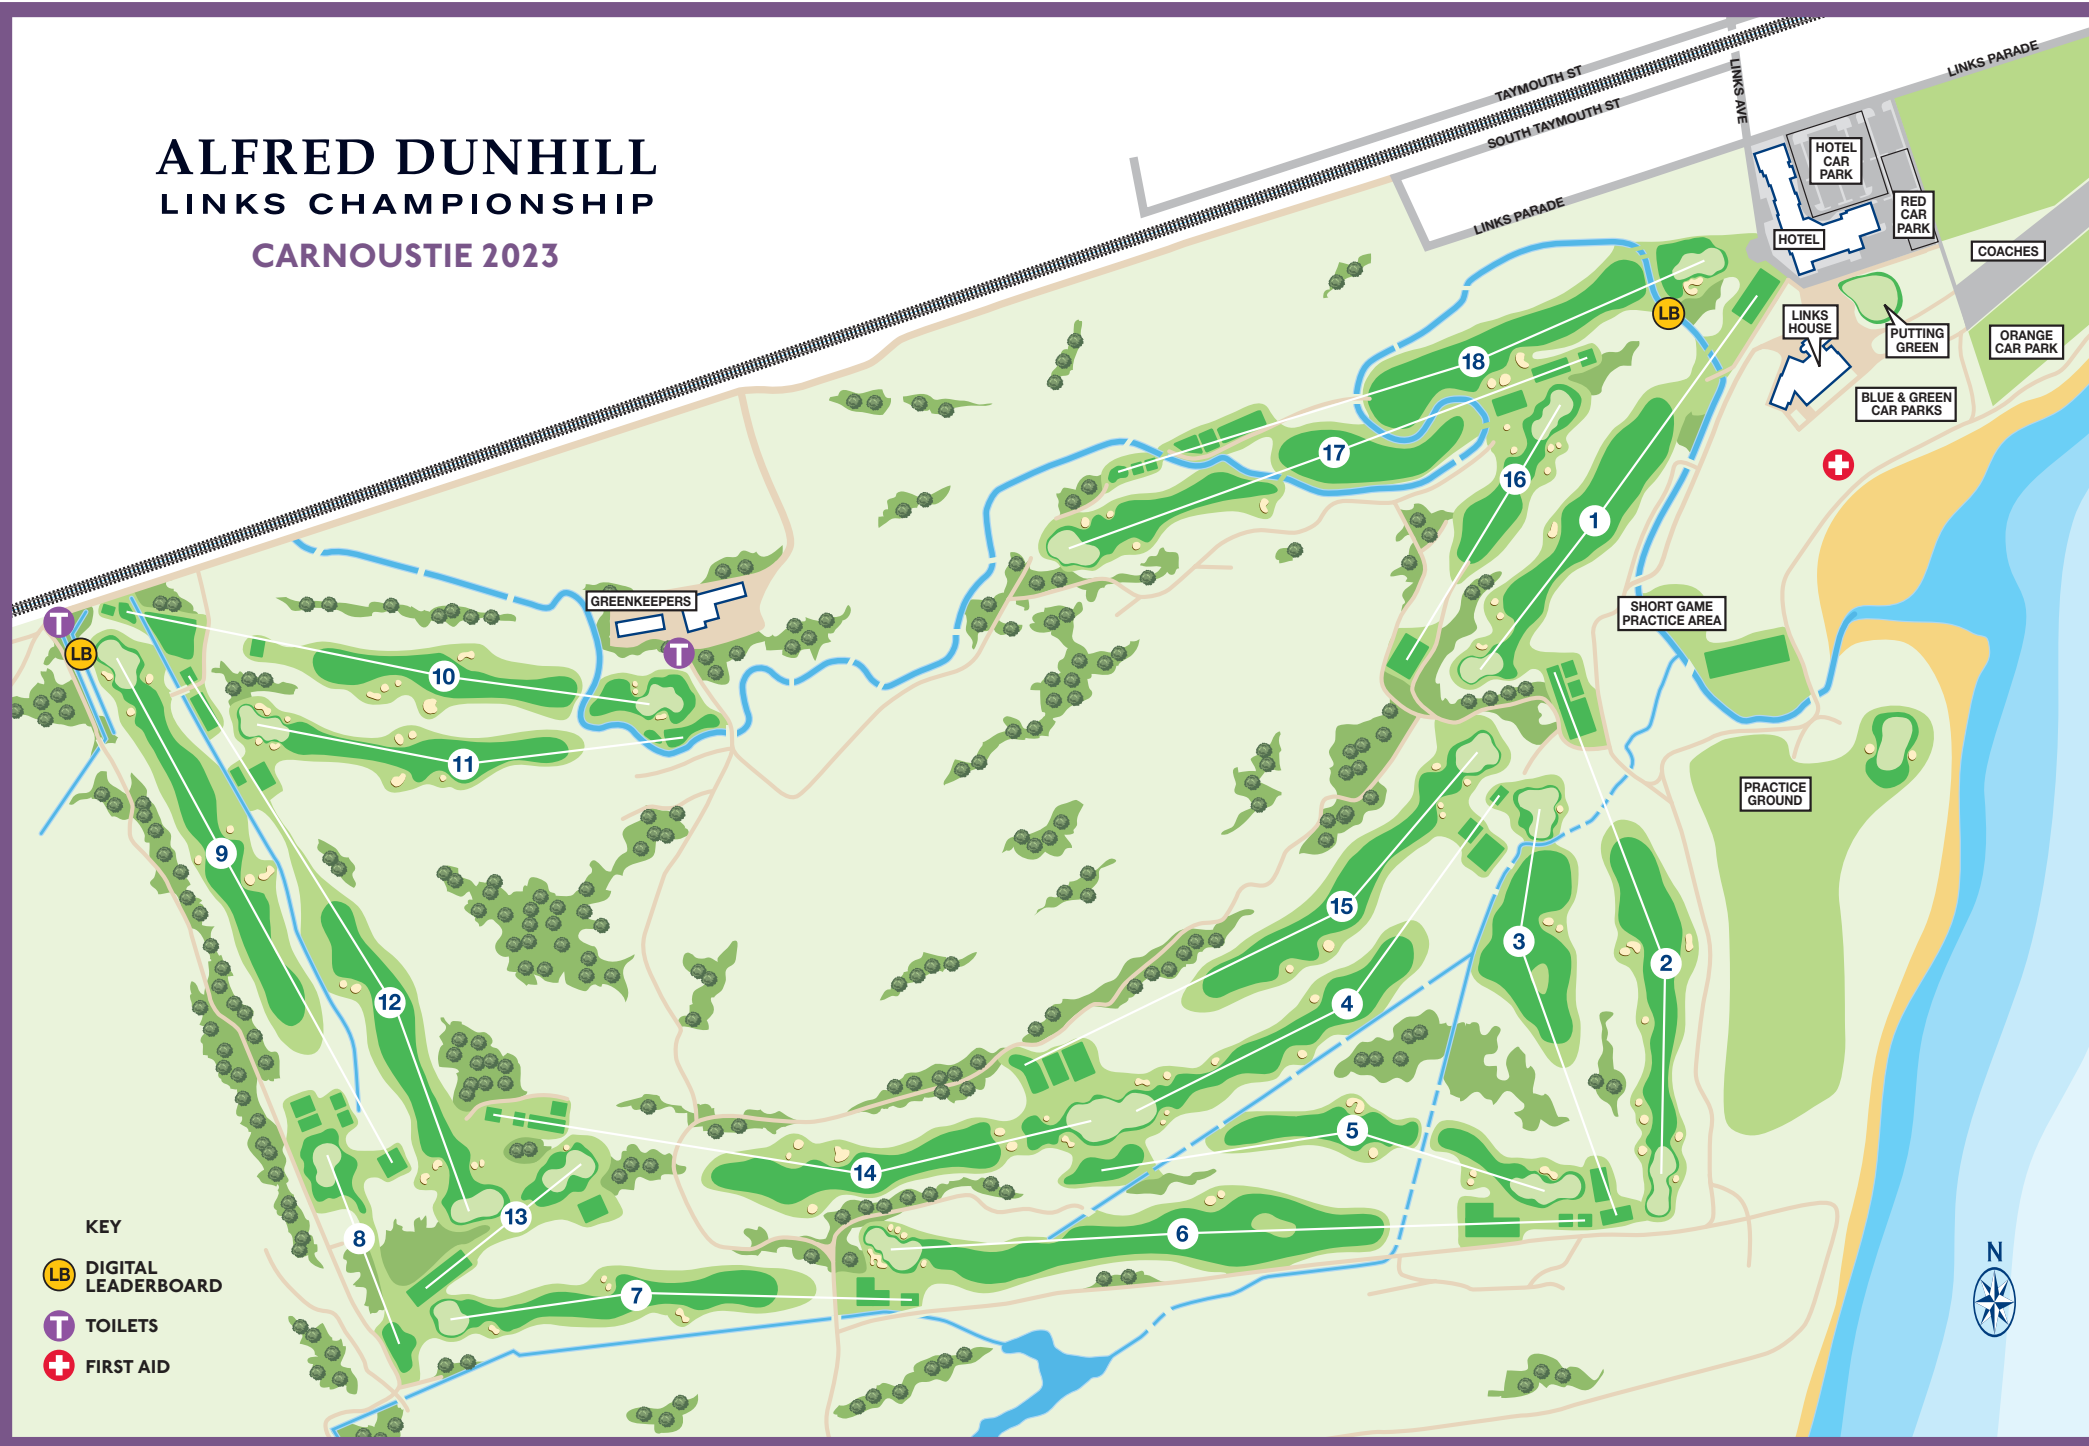 ALFRED DUNHILL
LINKS CHAMPIONSHIP
CARNOUSTIE 2023
TAYMOUTH ST
SOUTH TAYMOUTH ST
LINKS PARADE
LINKS AVE
LINKS PARADE
HOTEL
CAR
PARK
RED
CAR
PARK
HOTEL
COACHES
LINKS
HOUSE
PUTTING
GREEN
ORANGE
CAR PARK
BLUE & GREEN
CAR PARKS
LB
18
17
16
1
GREENKEEPERS
T
SHORT GAME
PRACTICE AREA
T
LB
10
11
PRACTICE
GROUND
9
15
3
2
12
4
5
14
13
6
8
7
KEY
LB DIGITAL
LEADERBOARD
T TOILETS
FIRST AID
N